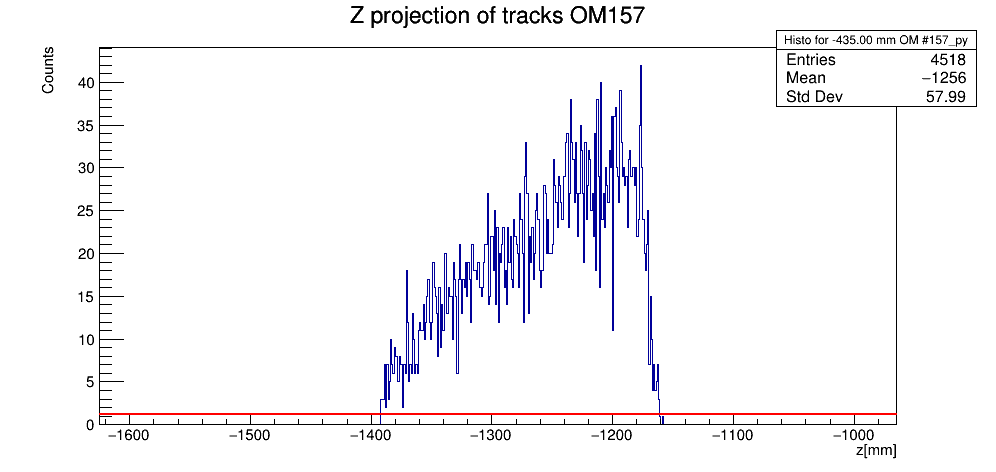 Z projection of tracks OM157
Histo for -435.00 mm OM #157_py
Entries 4518
Mean −1256
Std Dev 57.99
Counts
40
35
30
25
20
15
10
5
0
−1600 −1500 −1400 −1300 −1200 −1100 −1000
z[mm]